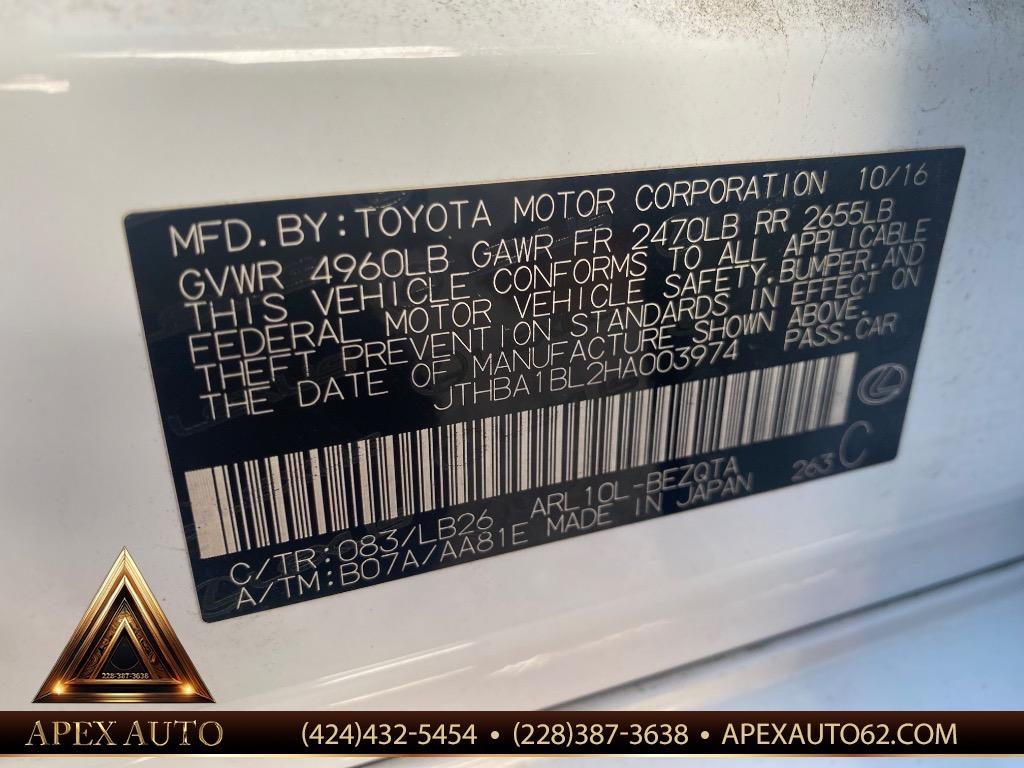 MFD. BY: TOYOTA MOTOR CORPORATION 10/16
GVWR 4960LB GAWR FR 2470LB RR 2655LB
THIS VEHICLE CONFORMS TO ALL APPLICABLE
FEDERAL MOTOR VEHICLE SAFETY, BUMPER, AND
THEFT PREVENTION STANDARDS IN EFFECT ON
THE DATE OF MANUFACTURE SHOWN ABOVE.
JTHBA1BL2HA003974 PASS.CAR
263 C
C/TR:083/LB26 ARL10L-BEZQTA
A/TM:B07A/AA81E MADE IN JAPAN
228-387-3638
APEX AUTO (424)432-5454 • (228)387-3638 • APEXAUTO62.COM